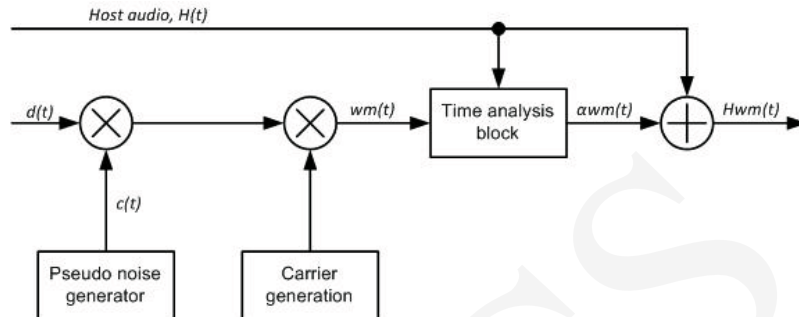 Host audio, H(t)
d(t)
wm(t)
Time analysis
block
αwm(t)
Hwm(t)
c(t)
Pseudo noise
generator
Carrier
generation